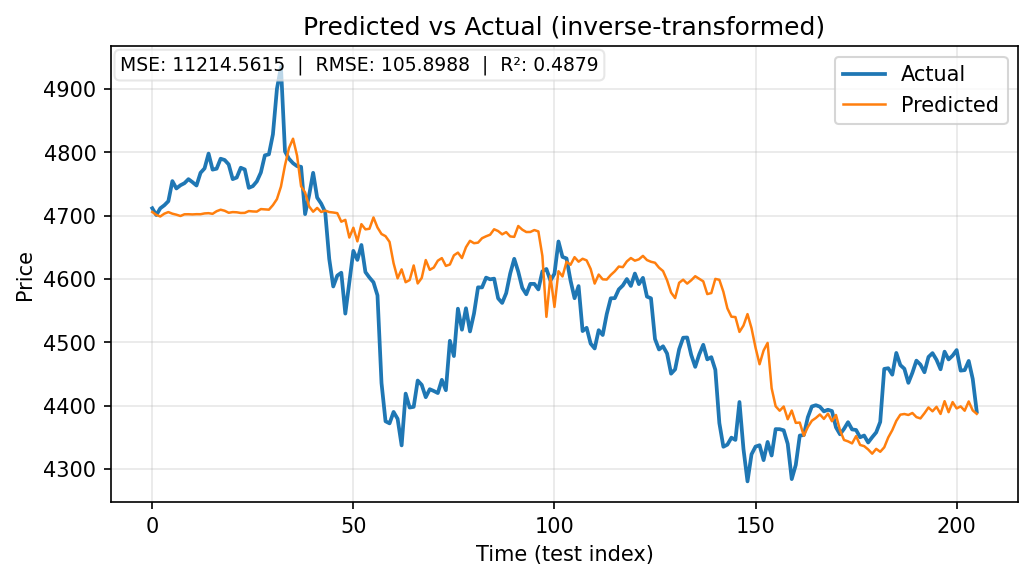 Predicted vs Actual (inverse-transformed)
MSE: 11214.5615 | RMSE: 105.8988 | R²: 0.4879
Actual
Predicted
4900
4800
4700
4600
4500
4400
4300
Price
0 50 100 150 200
Time (test index)